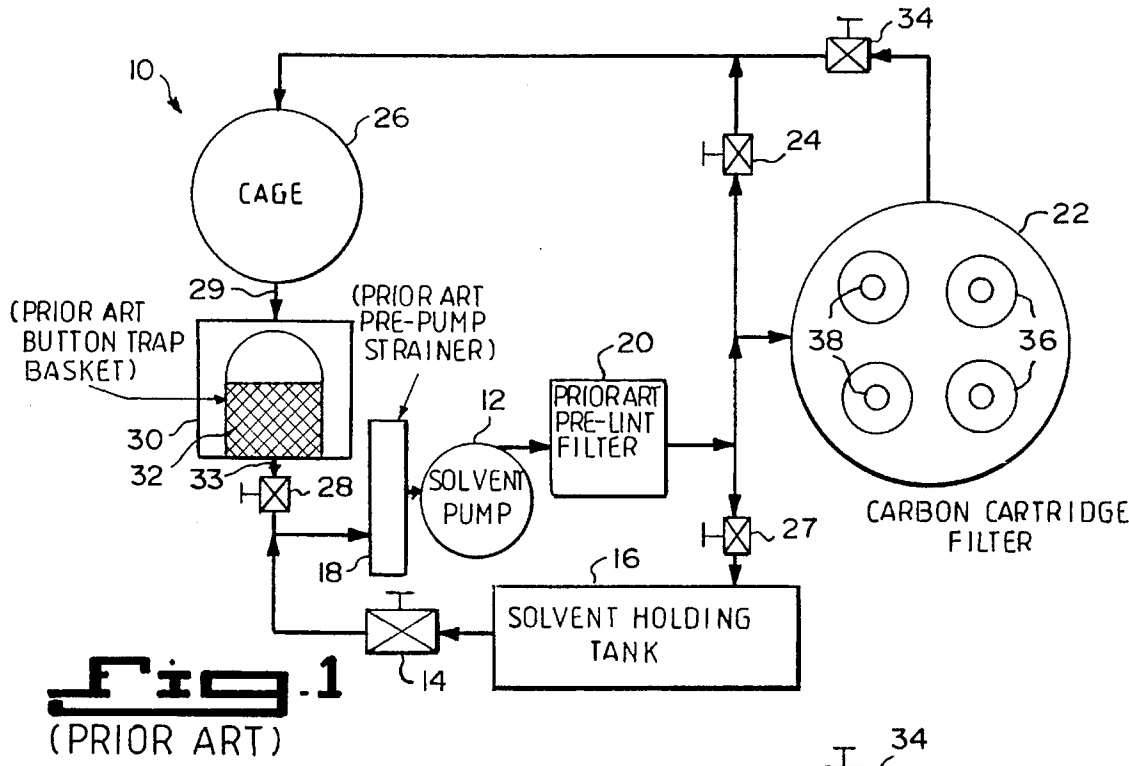 34
10
26
24
CAGE
22
29
(PRIOR ART
BUTTON TRAP
BASKET)
(PRIOR ART
PRE-PUMP
STRAINER)
38
36
20
12
PRIOR ART
PRE-LINT
FILTER
30
32
33
28
SOLVENT
PUMP
CARBON CARTRIDGE
FILTER
27
18
16
SOLVENT HOLDING
TANK
14
Fig. 1
(PRIOR ART)
34